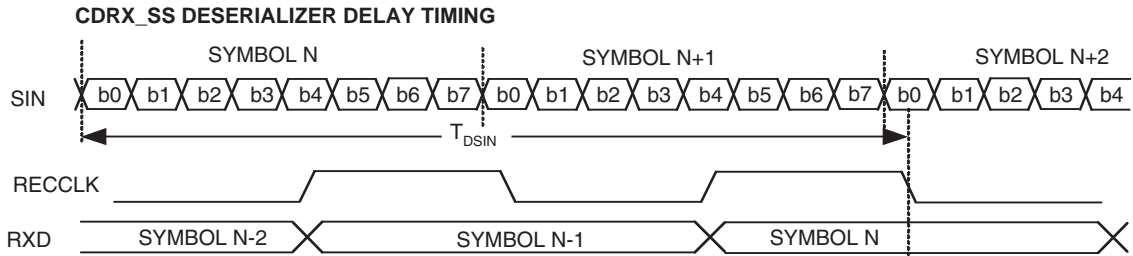 CDRX_SS DESERIALIZER DELAY TIMING
SYMBOL N SYMBOL N+1 SYMBOL N+2
SIN b0 b1 b2 b3 b4 b5 b6 b7 b0 b1 b2 b3 b4 b5 b6 b7 b0 b1 b2 b3 b4
TDSIN
RECCLK
RXD SYMBOL N-2 SYMBOL N-1 SYMBOL N